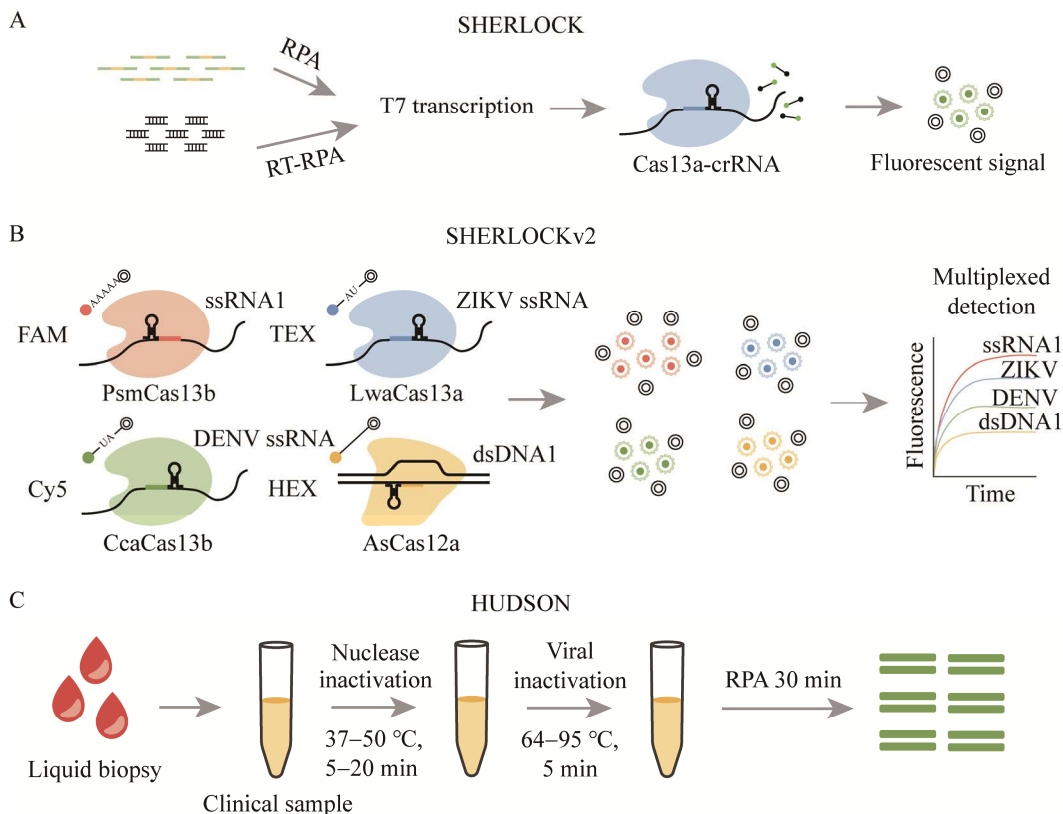 A
SHERLOCK
RPA
RT-RPA
T7 transcription
Cas13a-crRNA
Fluorescent signal
B
SHERLOCKv2
FAM
AAAAA
ssRNA1
PsmCas13b
TEX
AU
ZIKV ssRNA
LwaCas13a
Cy5
UA
DENV ssRNA
CcaCas13b
HEX
dsDNA1
AsCas12a
Multiplexed
detection
Fluorescence
ssRNA1
ZIKV
DENV
dsDNA1
Time
C
HUDSON
Liquid biopsy
Clinical sample
Nuclease
inactivation
37–50 °C,
5–20 min
Viral
inactivation
64–95 °C,
5 min
RPA 30 min